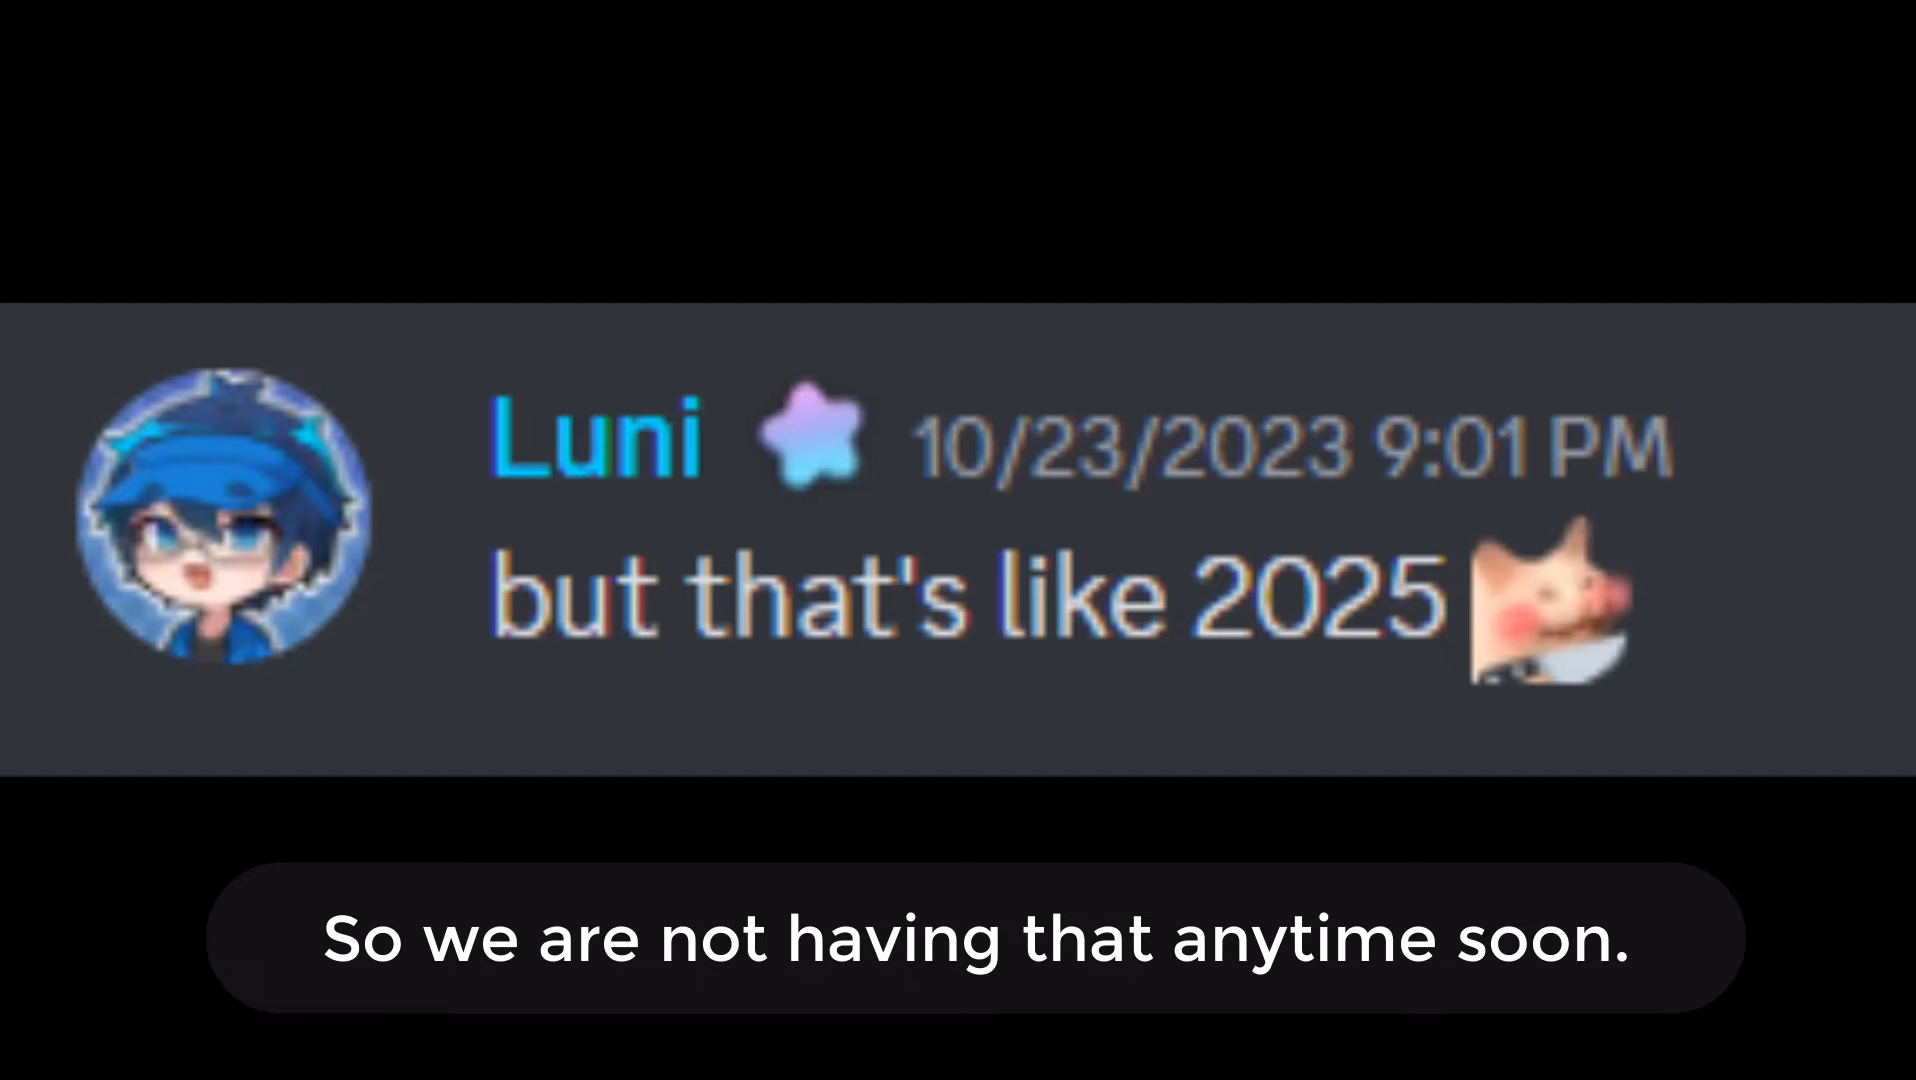 Luni 10/23/2023 9:01 PM
but that's like 2025
So we are not having that anytime soon.